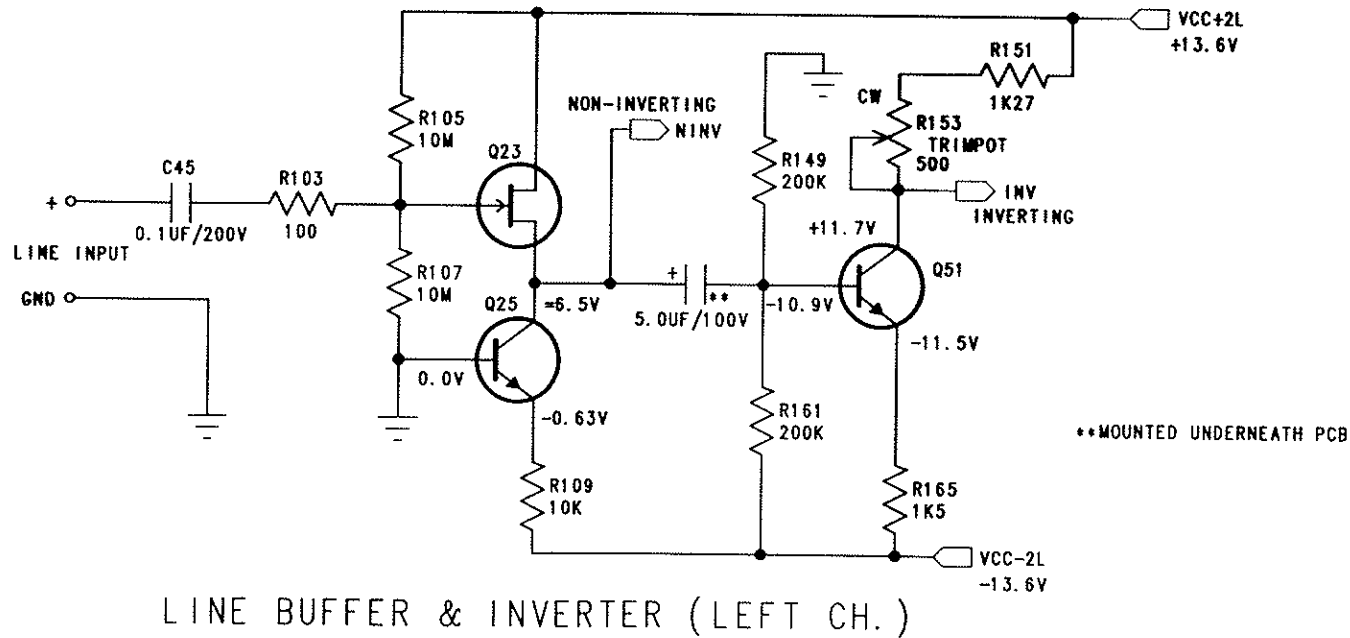 VCC+2L
+13.6V
R151
1K27
CW
R153
TRIMPOT
500
NON-INVERTING
NINV
R105
10M
Q23
R149
200K
C45
R103
+
0.1UF/200V
100
LINE INPUT
INV
INVERTING
+11.7V
Q51
R107
10M
GND
Q25
=6.5V
+
**
5.0UF/100V
-10.9V
-11.5V
0.0V
-0.63V
R161
200K
**MOUNTED UNDERNEATH PCB
R109
10K
R165
1K5
VCC-2L
-13.6V
LINE BUFFER & INVERTER (LEFT CH.)